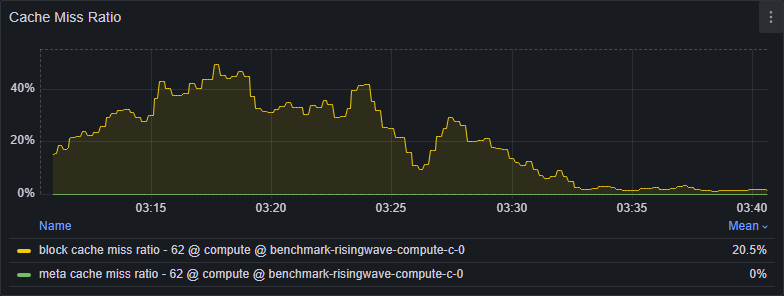 Cache Miss Ratio
40%
20%
0%
03:15 03:20 03:25 03:30 03:35 03:40
Name Mean
block cache miss ratio - 62 @ compute @ benchmark-risingwave-compute-c-0 20.5%
meta cache miss ratio - 62 @ compute @ benchmark-risingwave-compute-c-0 0%